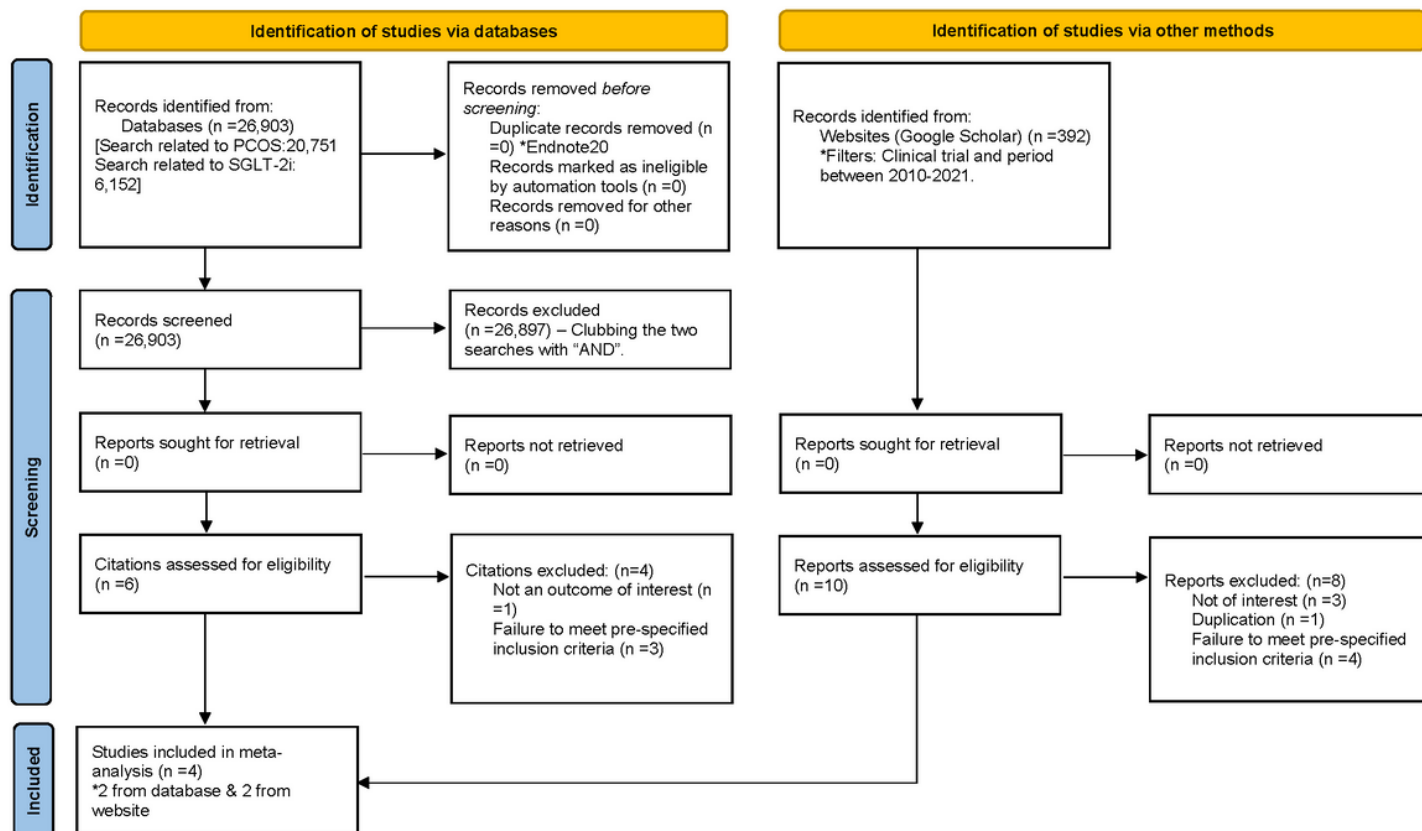 Identification of studies via databases
Identification of studies via other methods
Identification
Records identified from:
Databases (n =26,903)
[Search related to PCOS:20,751
Search related to SGLT-2i:
6,152]
Records removed before
screening:
Duplicate records removed (n
=0) *Endnote20
Records marked as ineligible
by automation tools (n =0)
Records removed for other
reasons (n =0)
Records identified from:
Websites (Google Scholar) (n =392)
*Filters: Clinical trial and period
between 2010-2021.
Screening
Records screened
(n =26,903)
Records excluded
(n =26,897) – Clubbing the two
searches with “AND”.
Reports sought for retrieval
(n =0)
Reports not retrieved
(n =0)
Reports sought for retrieval
(n =0)
Reports not retrieved
(n =0)
Citations assessed for eligibility
(n =6)
Citations excluded: (n=4)
Not an outcome of interest (n
=1)
Failure to meet pre-specified
inclusion criteria (n =3)
Reports assessed for eligibility
(n =10)
Reports excluded: (n=8)
Not of interest (n =3)
Duplication (n =1)
Failure to meet pre-specified
inclusion criteria (n =4)
Included
Studies included in meta-
analysis (n =4)
*2 from database & 2 from
website